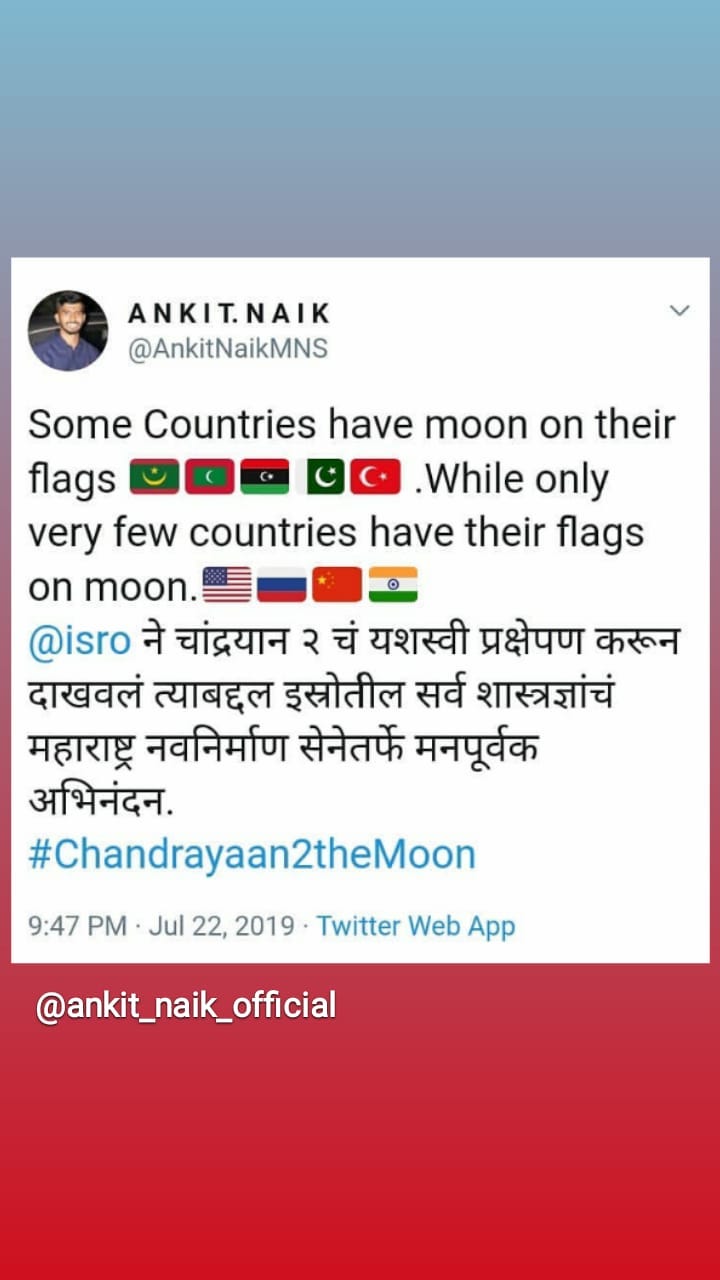 ANKIT.NAIK
@AnkitNaikMNS
Some Countries have moon on their
flags 🇲🇷🇲🇻🇱🇾🇵🇰🇹🇷 .While only
very few countries have their flags
on moon.🇺🇸🇷🇺🇨🇳🇮🇳
@isro ने चांद्रयान २ चं यशस्वी प्रक्षेपण करून
दाखवलं त्याबद्दल इस्रोतील सर्व शास्त्रज्ञांचं
महाराष्ट्र नवनिर्माण सेनेतर्फे मनपूर्वक
अभिनंदन.
#Chandrayaan2theMoon
9:47 PM · Jul 22, 2019 · Twitter Web App
@ankit_naik_official